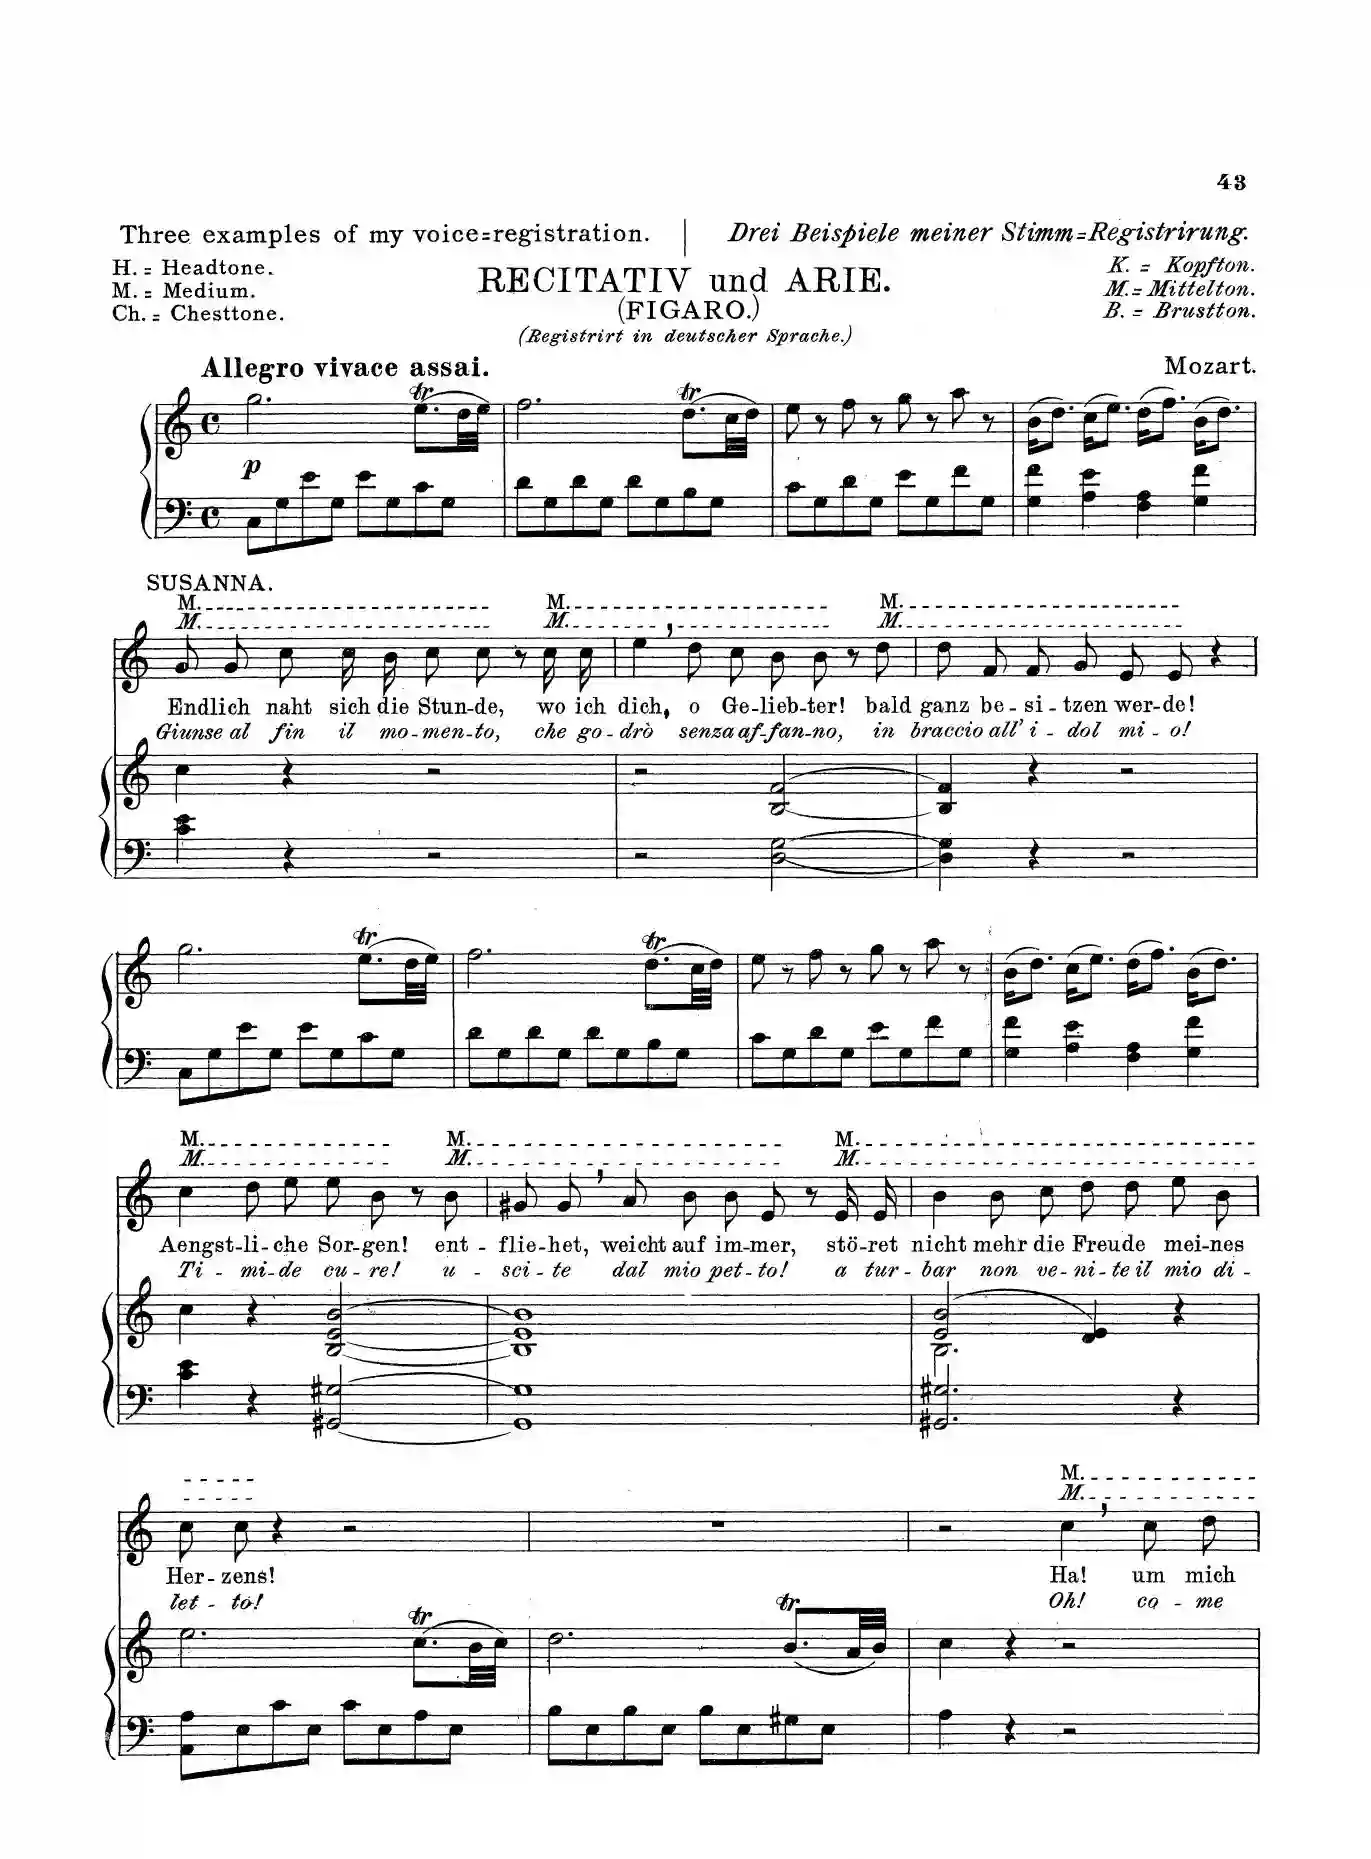 43
Three examples of my voice=registration. | Drei Beispiele meiner Stimm=Registrirung.
H. = Headtone.
M. = Medium.
Ch. = Chesttone.
RECITATIV und ARIE.
(FIGARO.)
(Registrirt in deutscher Sprache.)
K. = Kopfton.
M. = Mittelton.
B. = Brustton.
Allegro vivace assai.
Mozart.
tr tr
p
SUSANNA.
M. M. M.
M. M. M.
Endlich naht sich die Stun-de, wo ich dich, o Ge-lieb-ter! bald ganz be-si-tzen wer-de!
Giunse al fin il mo-men-to, che go-drò senza af-fan-no, in braccio all' i-dol mi-o!
tr tr
M. M. M.
M. M. M.
Aengst-li-che Sor-gen! ent-flie-het, weicht auf im-mer, stö-ret nicht mehr die Freude mei-nes
Ti-mi-de cu-re! u-sci-te dal mio pet-to! a tur-bar non ve-ni-te il mio di-
M.
M.
Her-zens! Ha! um mich
let-to! Oh! co-me
tr tr